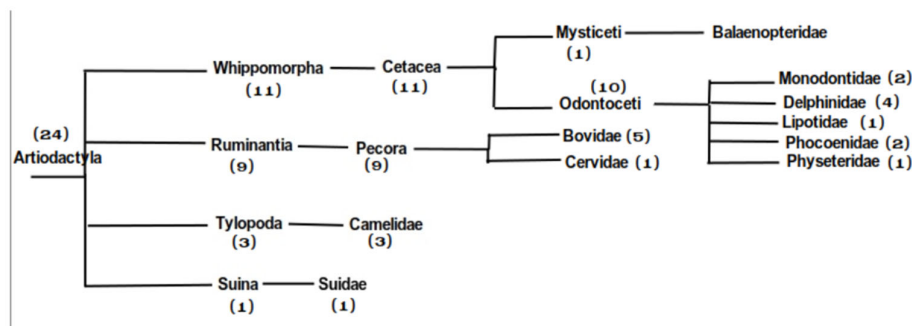 Mysticeti Balaenopteridae
(1)
Whippomorpha Cetacea
(11) (11)
(10)
Odontoceti
Monodontidae (2)
Delphinidae (4)
Lipotidae (1)
Phocoenidae (2)
Physeteridae (1)
(24)
Artiodactyla
Ruminantia Pecora
(9) (9)
Bovidae (5)
Cervidae (1)
Tylopoda Camelidae
(3) (3)
Suina Suidae
(1) (1)